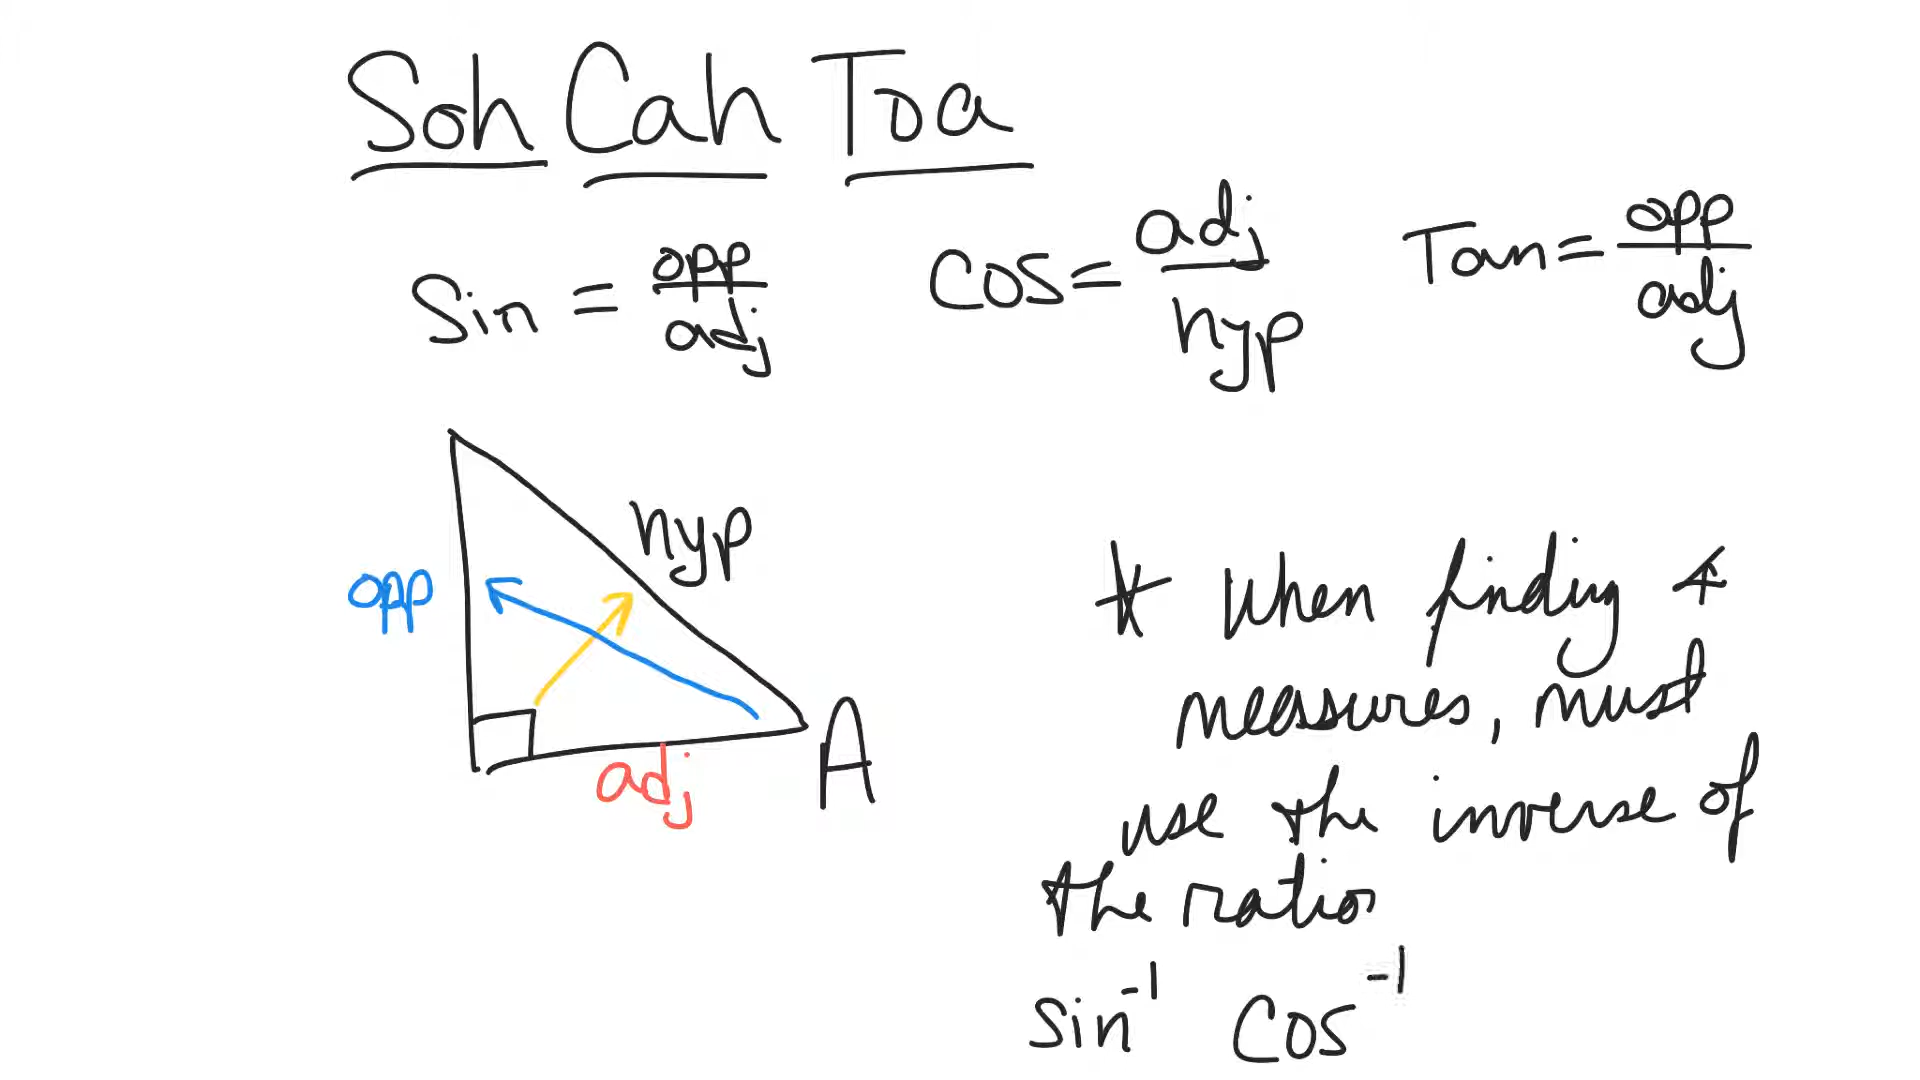 Soh Cah Toa
Sin = opp/adj
COS = adj/hyp
Tan = opp/adj
hyp
opp
adj
A
* When finding ∡
measures, must
use the inverse of
the ratio
sin⁻¹ COS⁻¹